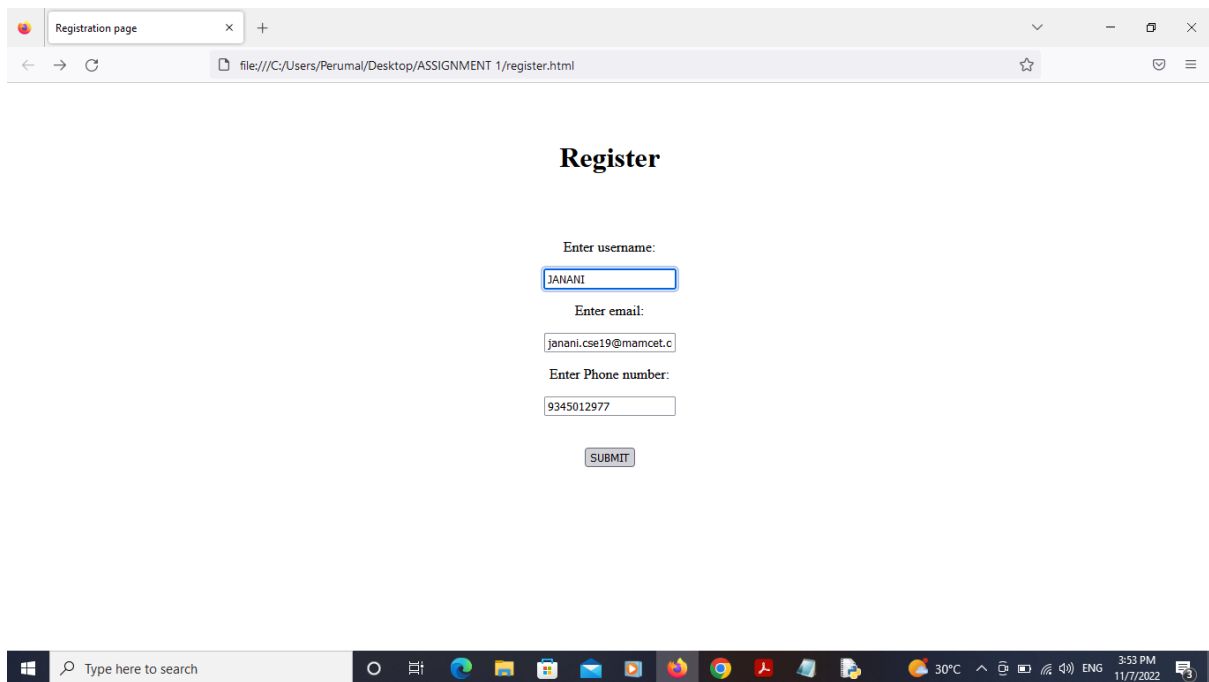 Registration page
file:///C:/Users/Perumal/Desktop/ASSIGNMENT 1/register.html
Register
Enter username:
JANANI
Enter email:
janani.cse19@mamcet.c
Enter Phone number:
9345012977
SUBMIT
Type here to search
30°C
ENG
3:53 PM
11/7/2022
3